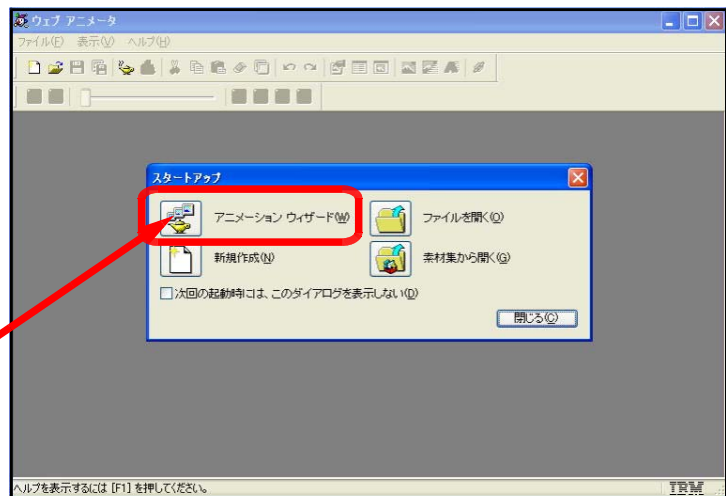 ウェブ アニメータ
ファイル(F) 表示(V) ヘルプ(H)
スタートアップ
アニメーション ウィザード(W)
ファイルを開く(O)
新規作成(N)
素材集から開く(G)
次回の起動時には、このダイアログを表示しない(D)
閉じる(C)
ヘルプを表示するには [F1] を押してください。
IBM